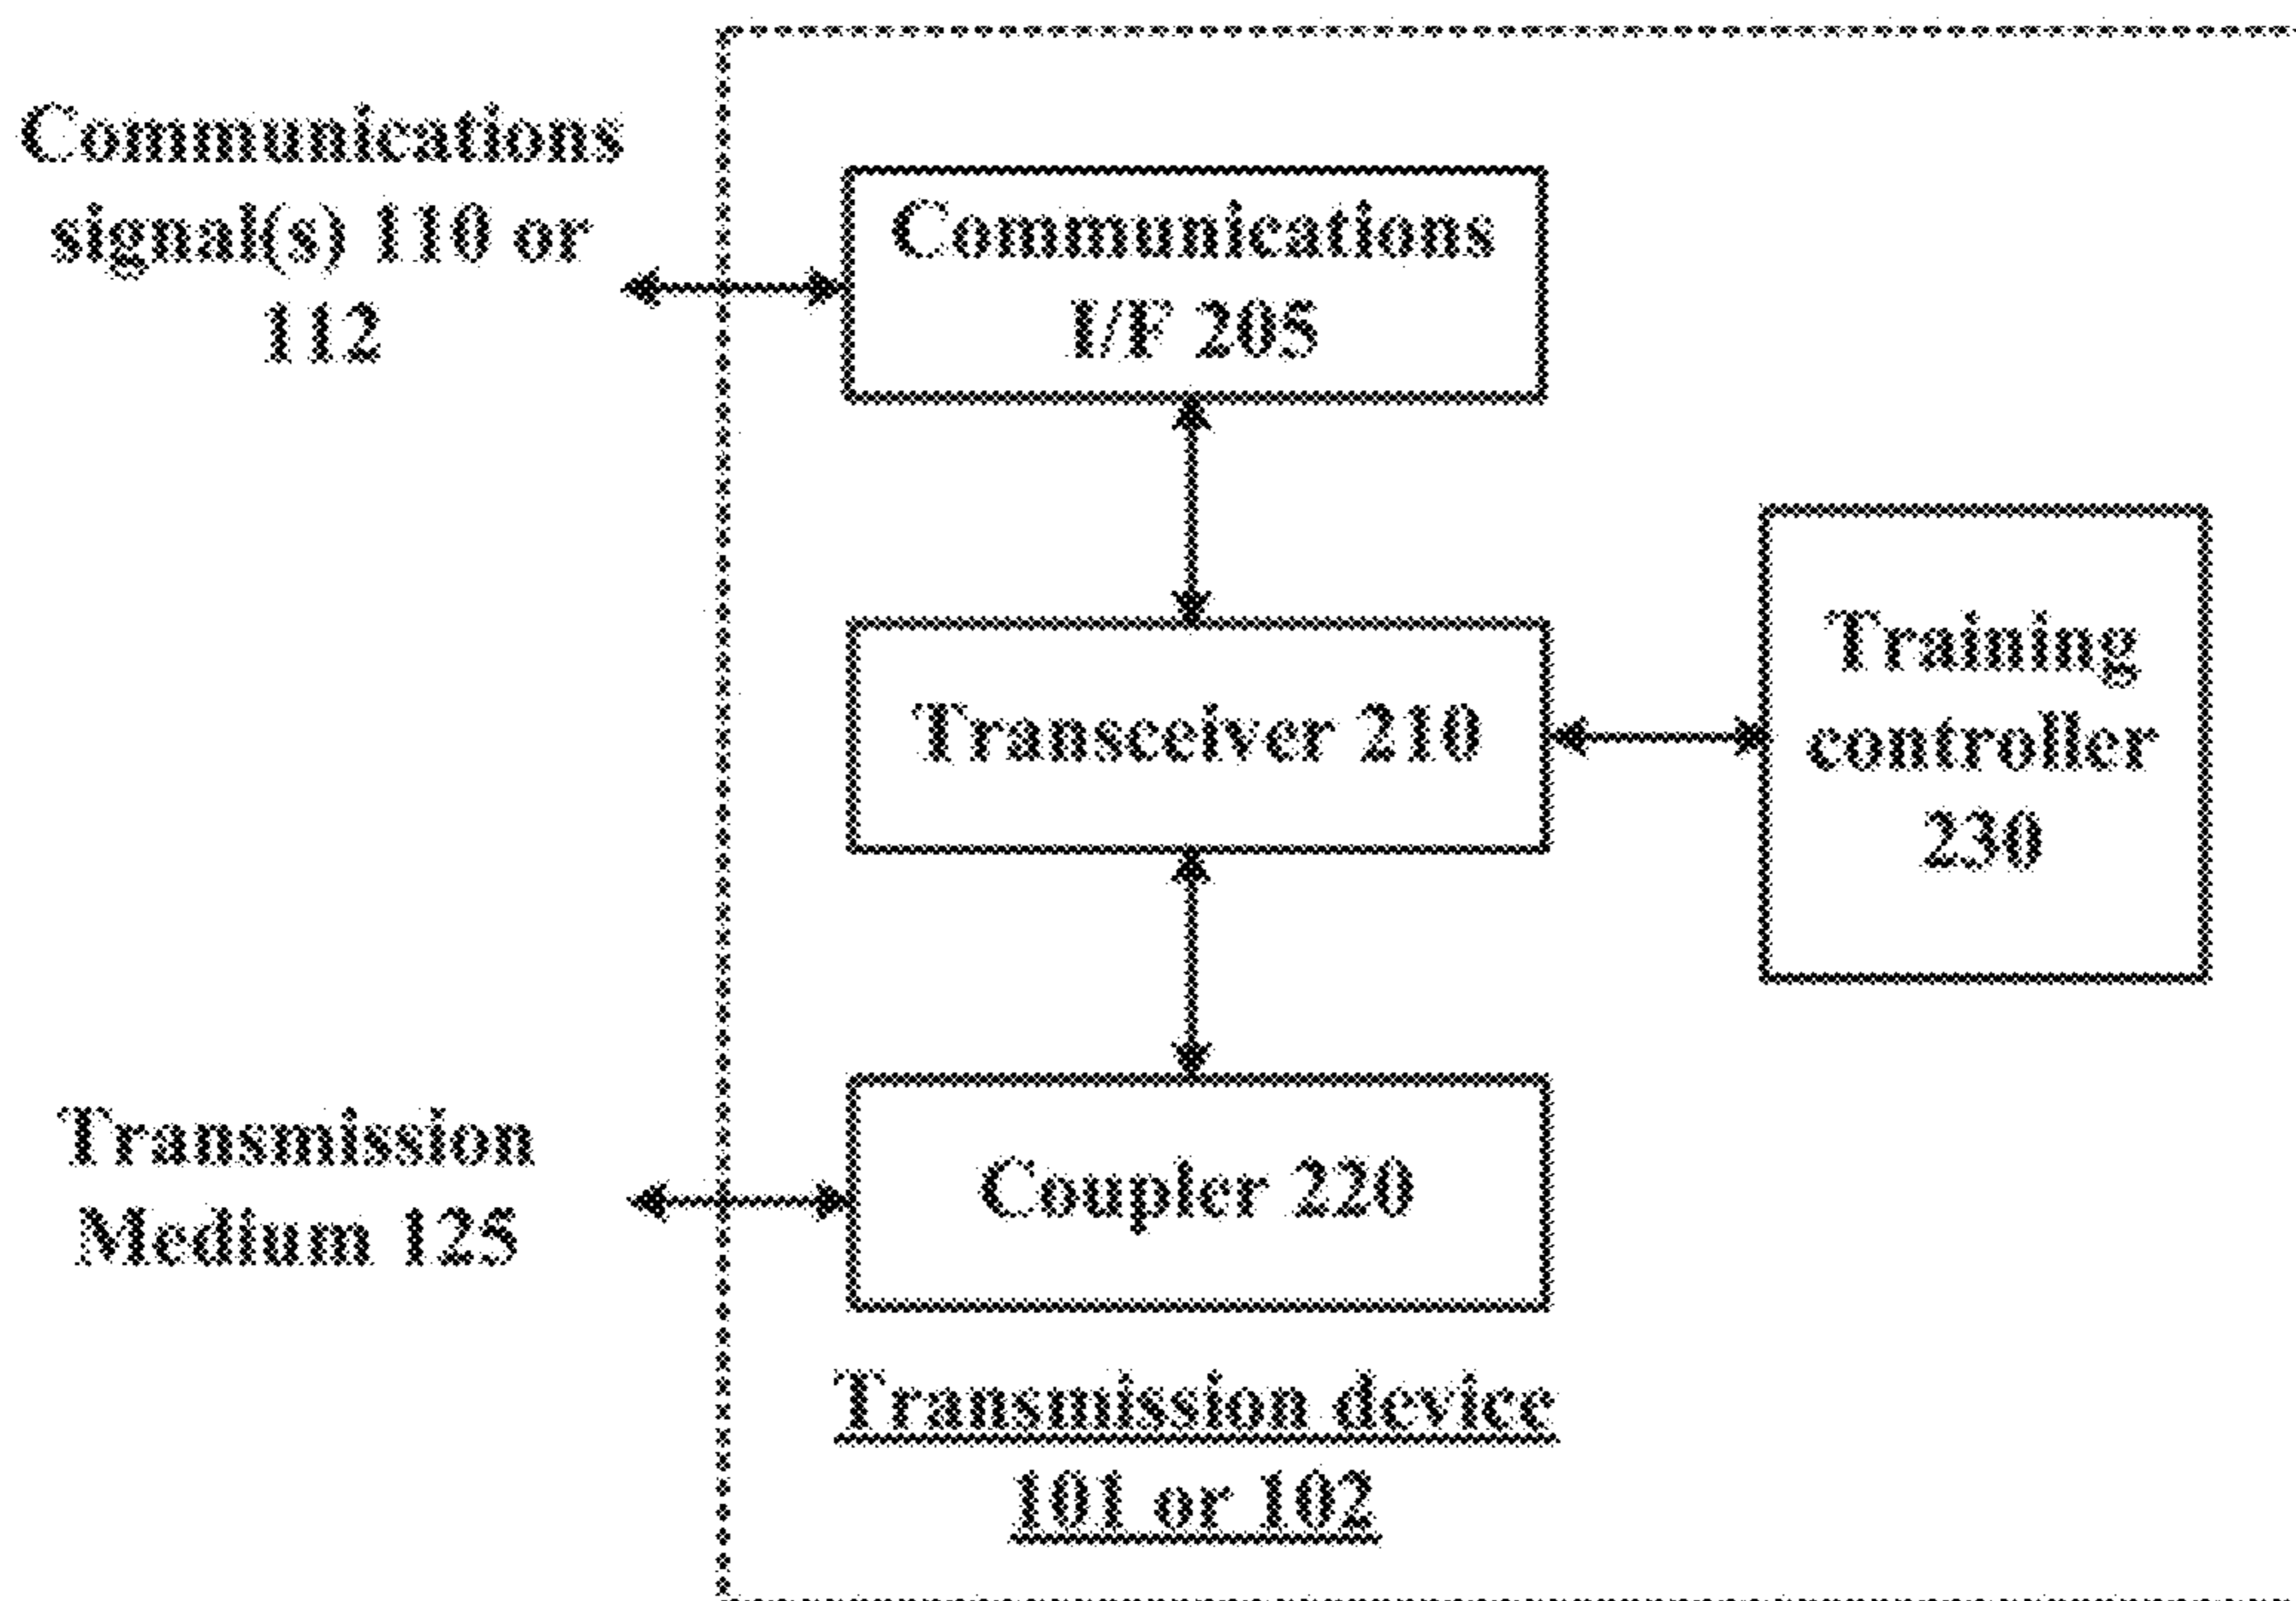 Communications
signal(s) 110 or
112
Communications
I/F 205
Transceiver 210
Training
controller
230
Transmission
Medium 125
Coupler 220
Transmission device
101 or 102